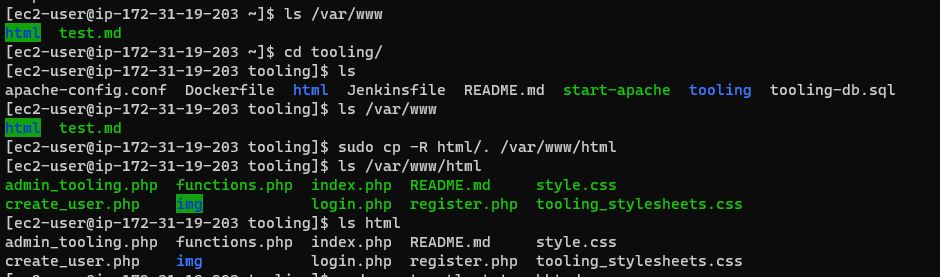 [ec2-user@ip-172-31-19-203 ~]$ ls /var/www
html test.md
[ec2-user@ip-172-31-19-203 ~]$ cd tooling/
[ec2-user@ip-172-31-19-203 tooling]$ ls
apache-config.conf Dockerfile html Jenkinsfile README.md start-apache tooling tooling-db.sql
[ec2-user@ip-172-31-19-203 tooling]$ ls /var/www
html test.md
[ec2-user@ip-172-31-19-203 tooling]$ sudo cp -R html/. /var/www/html
[ec2-user@ip-172-31-19-203 tooling]$ ls /var/www/html
admin_tooling.php functions.php index.php README.md style.css
create_user.php img login.php register.php tooling_stylesheets.css
[ec2-user@ip-172-31-19-203 tooling]$ ls html
admin_tooling.php functions.php index.php README.md style.css
create_user.php img login.php register.php tooling_stylesheets.css